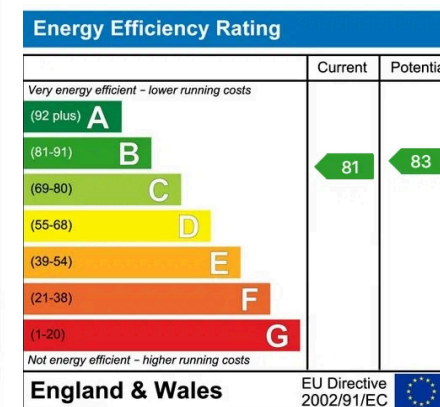 Energy Efficiency Rating
Current Potentia
Very energy efficient – lower running costs
(92 plus) A
(81-91) B
81 83
(69-80) C
(55-68) D
(39-54) E
(21-38) F
(1-20) G
Not energy efficient – higher running costs
England & Wales
EU Directive
2002/91/EC